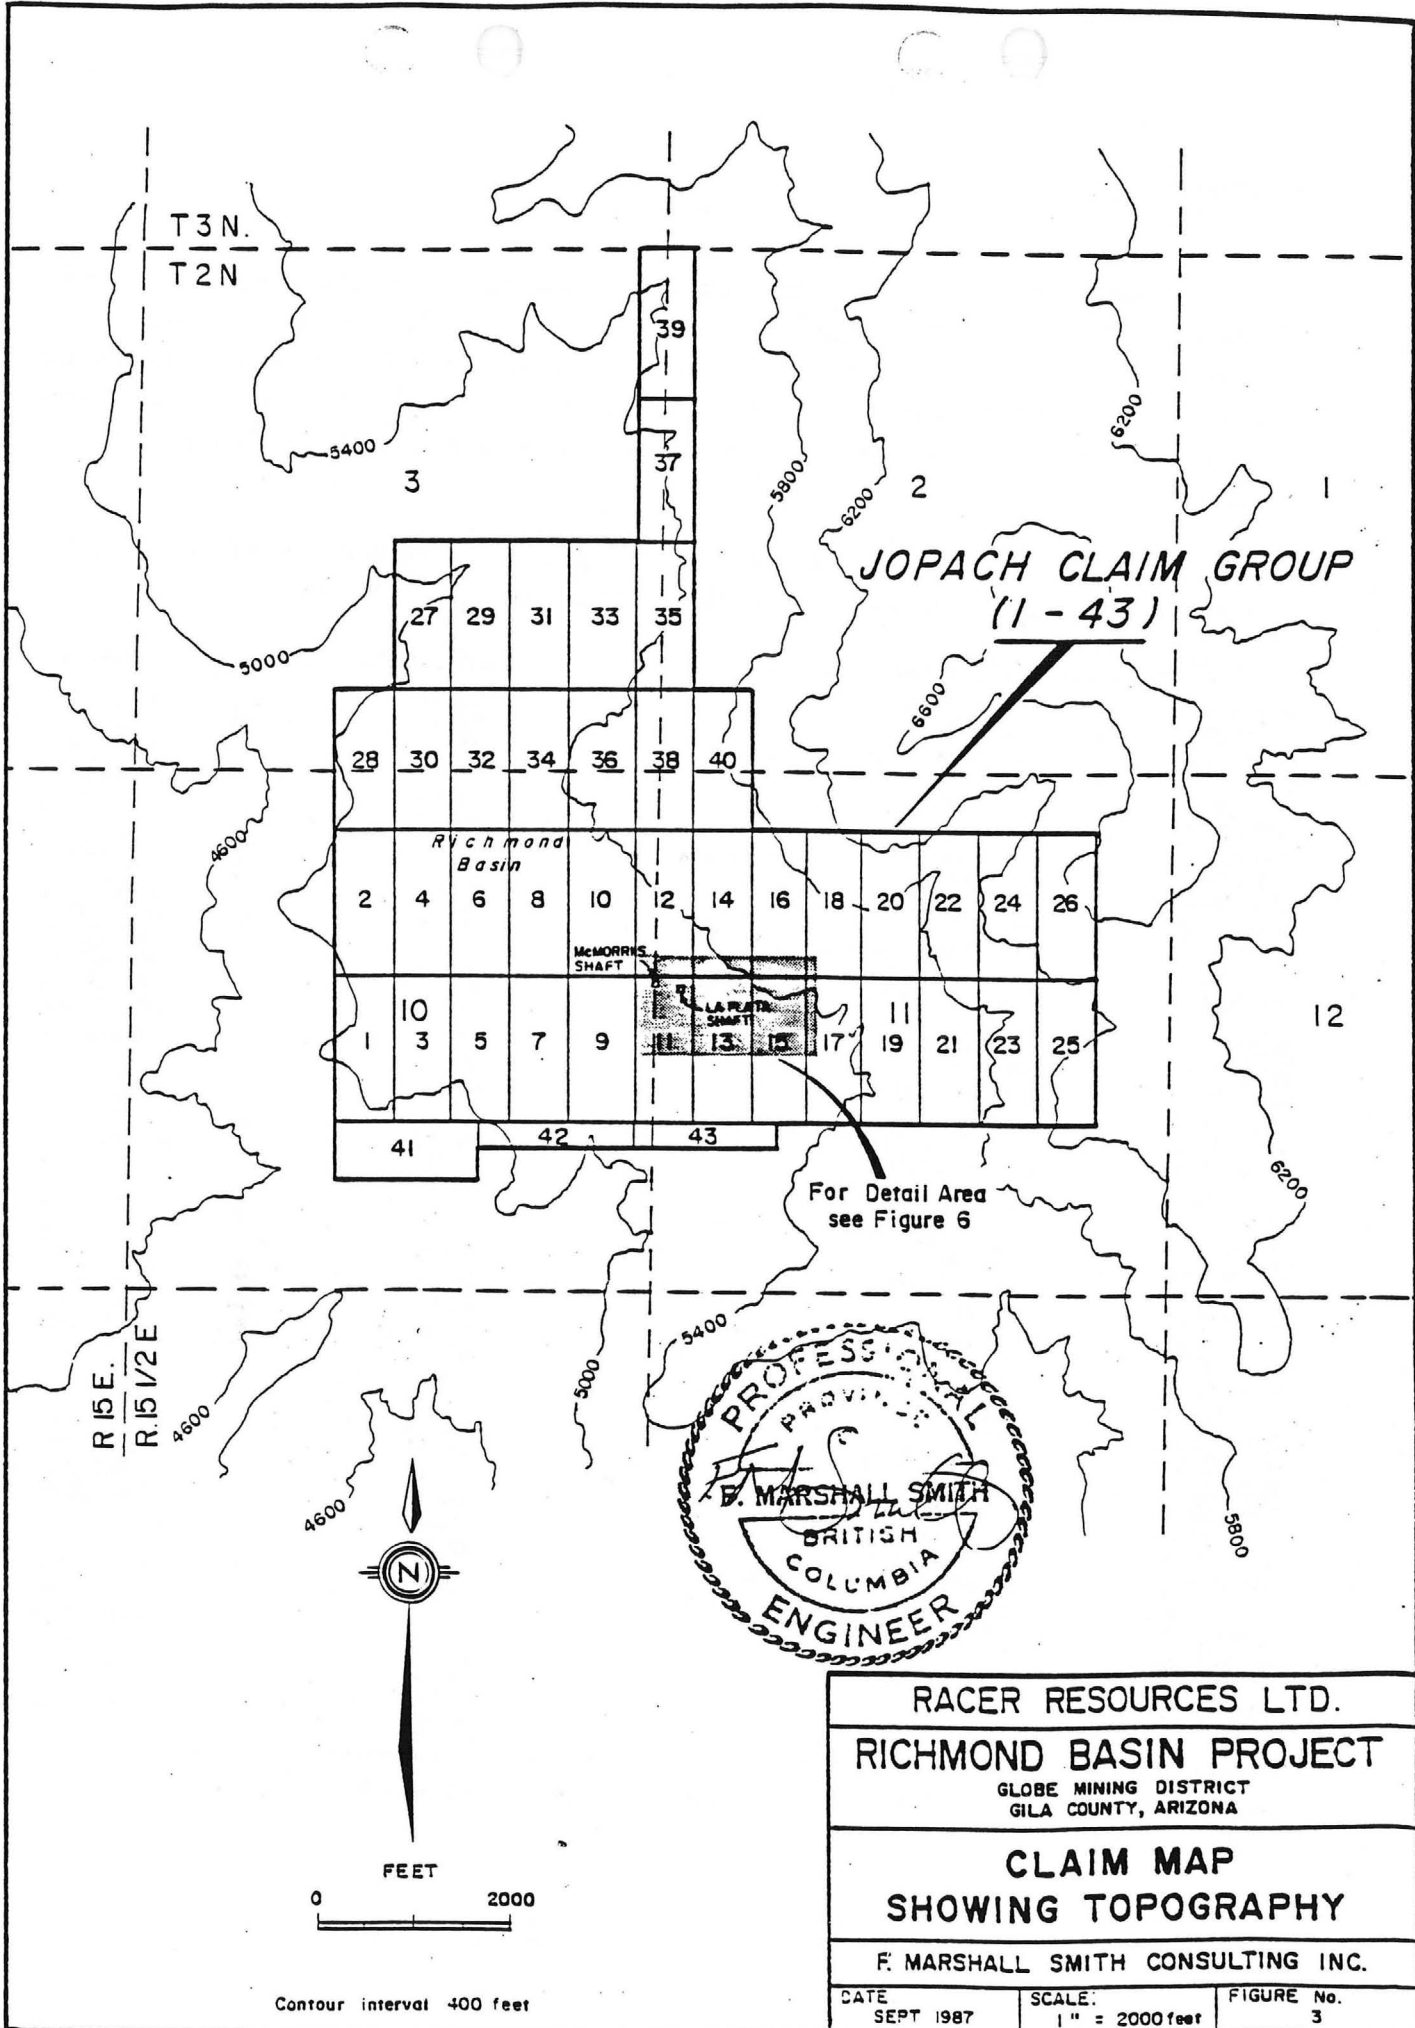 T 3 N.
T 2 N
39
5400
37
3
5800
6200
2
6200
1
JOPACH CLAIM GROUP
(1 - 43)
27 29 31 33 35
5000
6600
28 30 32 34 36 38 40
4600
Richmond
Basin
2 4 6 8 10 12 14 16 18 20 22 24 26
McMORRIS
SHAFT
LA PLATA
SHAFT
10
11
12
1 3 5 7 9 11 13 15 17 19 21 23 25
41
42
43
6200
For Detail Area
see Figure 6
R 15 E.
R. 15 1/2 E
4600
5000
5400
4600
5800
PROFESSIONAL
PROVINCE
F. MARSHALL SMITH
BRITISH
COLUMBIA
ENGINEER
N
FEET
0 2000
Contour interval 400 feet
RACER RESOURCES LTD.
RICHMOND BASIN PROJECT
GLOBE MINING DISTRICT
GILA COUNTY, ARIZONA
CLAIM MAP
SHOWING TOPOGRAPHY
F. MARSHALL SMITH CONSULTING INC.
DATE
SEPT 1987
SCALE:
1" = 2000 feet
FIGURE No.
3